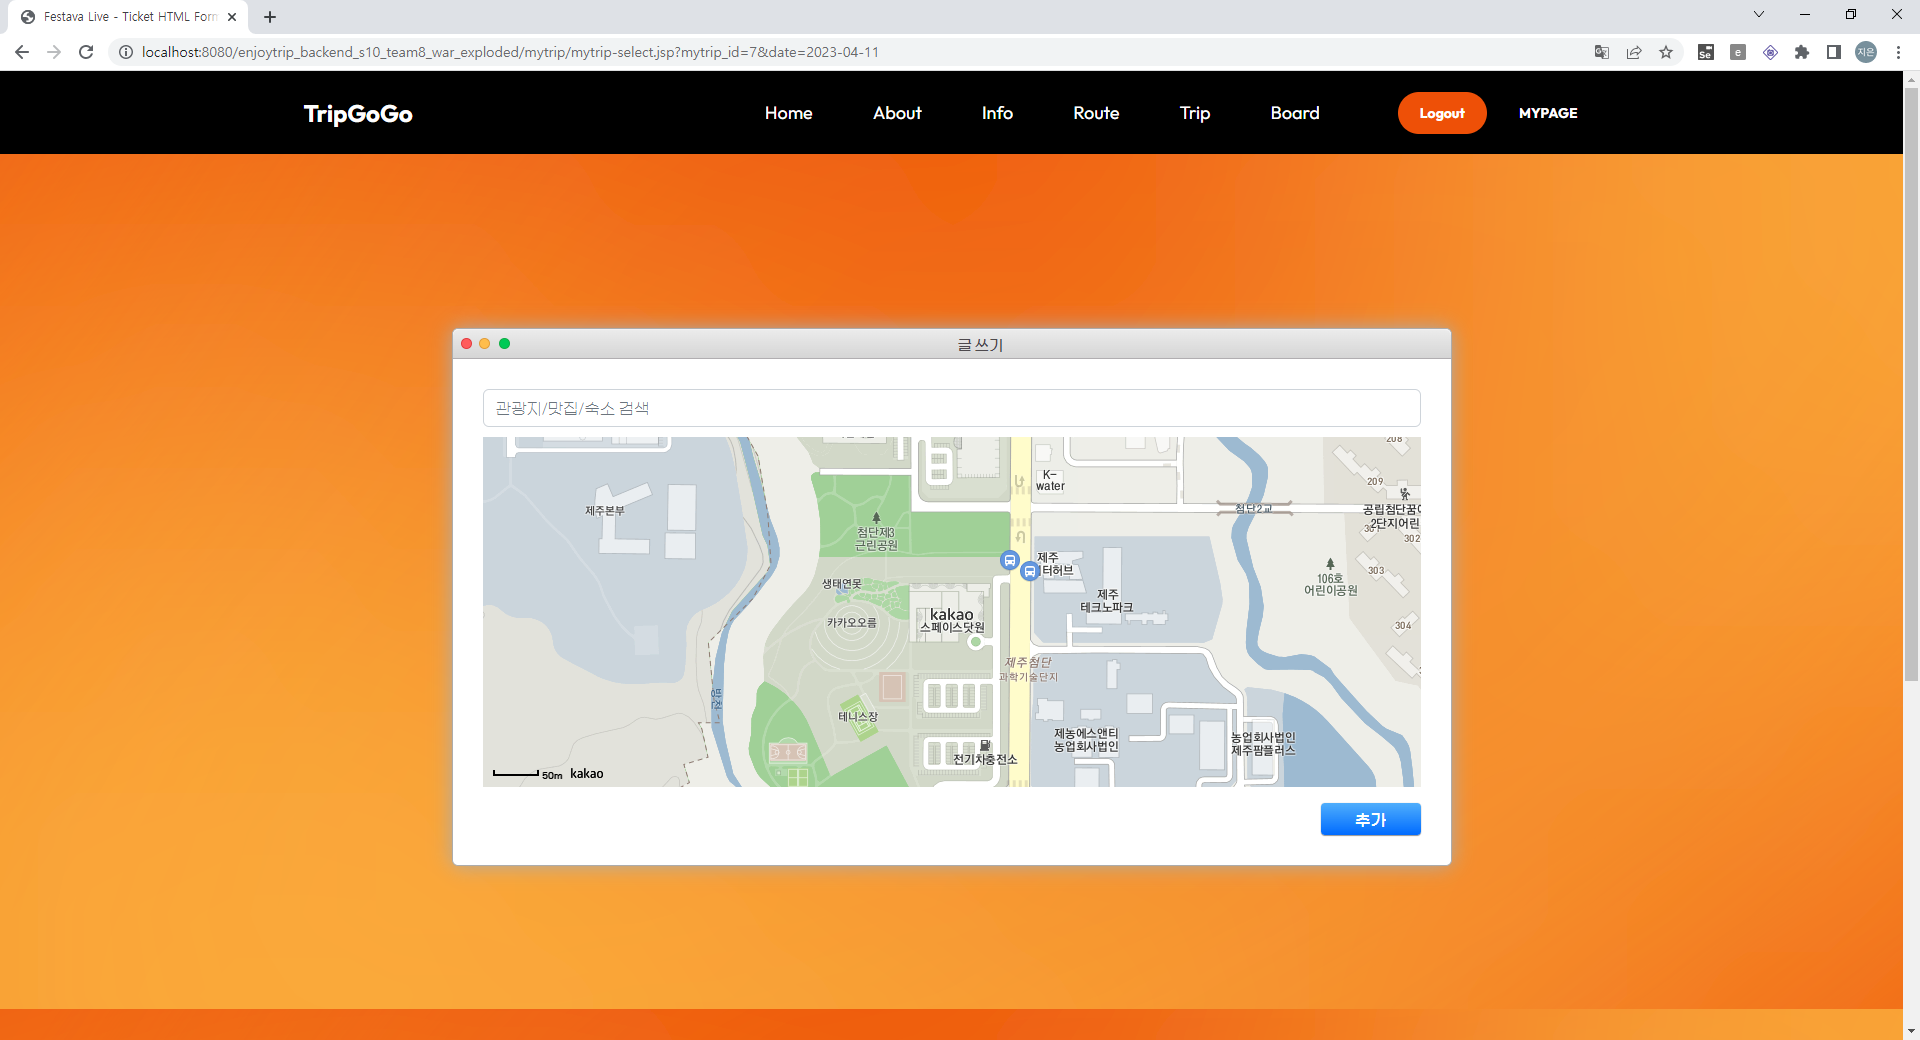 Festava Live - Ticket HTML Form
localhost:8080/enjoytrip_backend_s10_team8_war_exploded/mytrip/mytrip-select.jsp?mytrip_id=7&date=2023-04-11
Se
e
지은
TripGoGo
Home
About
Info
Route
Trip
Board
Logout
MYPAGE
글 쓰기
관광지/맛집/숙소 검색
208
K-
water
209
제주본부
첨단2교
공립첨단꿈
2단지어린
첨단제3
근린공원
302
제주
터허브
303
106호
어린이공원
생태연못
제주
테크노파크
kakao
스페이스닷원
카카오오름
304
제주첨단
과학기술단지
테니스장
제농에스앤티
농업회사법인
농업회사법인
제주팜플러스
전기차충전소
50m kakao
추가